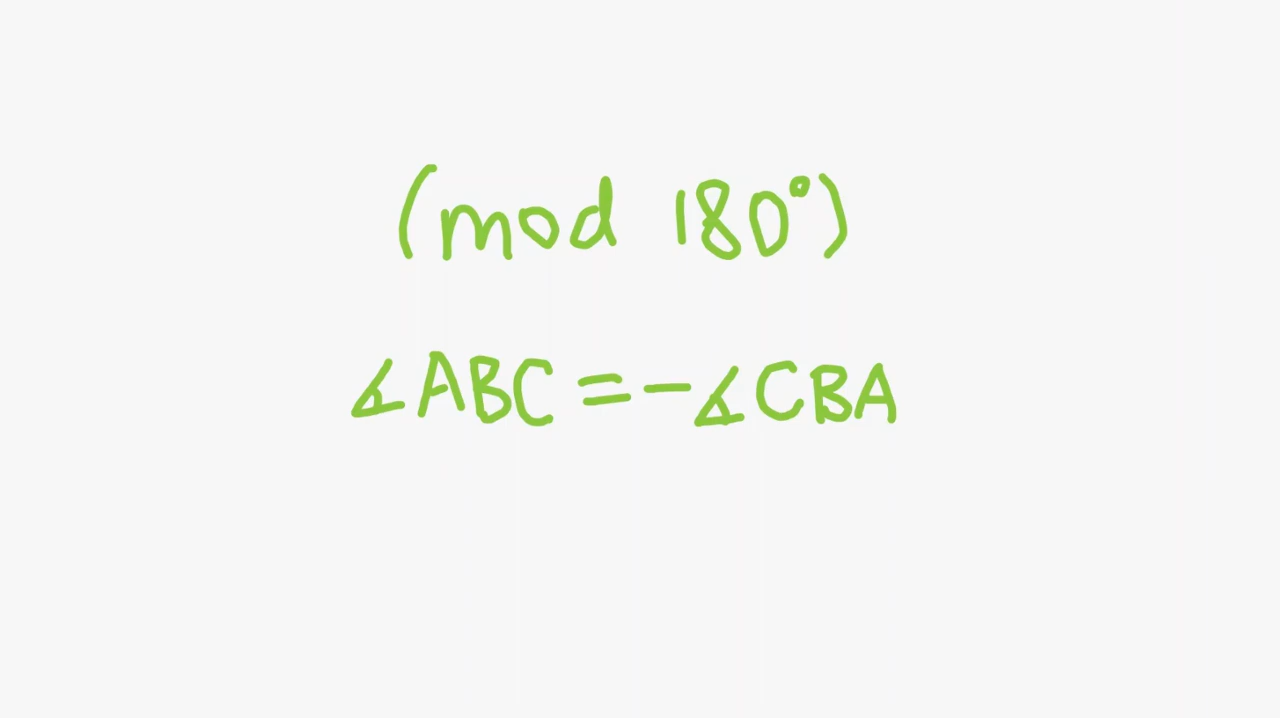 (mod 180°)
∡ABC = -∡CBA